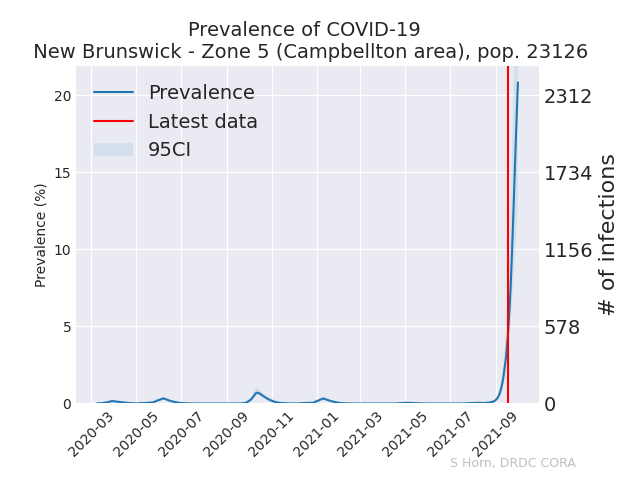 Prevalence of COVID-19
New Brunswick - Zone 5 (Campbellton area), pop. 23126
Prevalence
Latest data
95CI
Prevalence (%)
20
15
10
5
0
2312
1734
1156
578
0
# of infections
2020-03
2020-05
2020-07
2020-09
2020-11
2021-01
2021-03
2021-05
2021-07
2021-09
S Horn, DRDC CORA